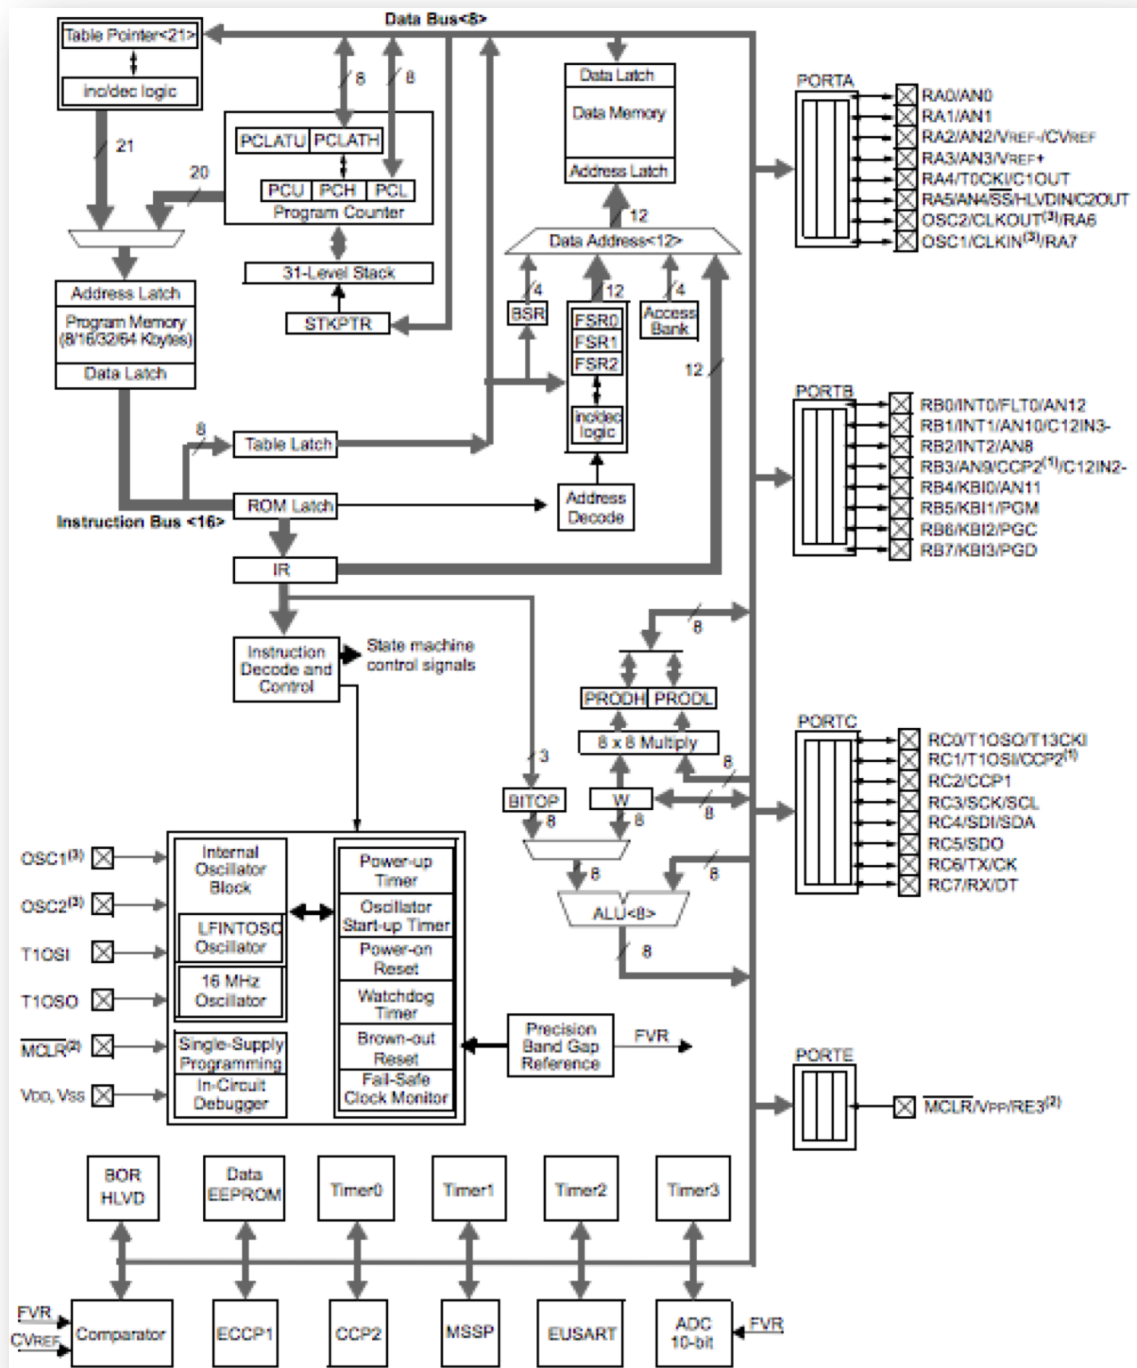 Data Bus<8>
Table Pointer<21>
inc/dec logic
21
20
8
8
PCLATU
PCLATH
PCU
PCH
PCL
Program Counter
31-Level Stack
STKPTR
Address Latch
Program Memory
(8/16/32/64 Kbytes)
Data Latch
8
Table Latch
ROM Latch
Instruction Bus <16>
IR
Data Latch
Data Memory
Address Latch
12
Data Address<12>
4
12
4
BSR
FSR0
FSR1
FSR2
inc/dec
logic
Access
Bank
12
Address
Decode
Instruction
Decode and
Control
State machine
control signals
8
PRODH
PRODL
8 x 8 Multiply
8
3
BITOP
W
8
8
8
8
8
ALU<8>
8
OSC1(3)
OSC2(3)
T1OSI
T1OSO
MCLR(2)
VDD, VSS
Internal
Oscillator
Block
LFINTOSC
Oscillator
16 MHz
Oscillator
Single-Supply
Programming
In-Circuit
Debugger
Power-up
Timer
Oscillator
Start-up Timer
Power-on
Reset
Watchdog
Timer
Brown-out
Reset
Fail-Safe
Clock Monitor
Precision
Band Gap
Reference
FVR
PORTA
RA0/AN0
RA1/AN1
RA2/AN2/VREF-/CVREF
RA3/AN3/VREF+
RA4/T0CKI/C1OUT
RA5/AN4/SS/HLVDIN/C2OUT
OSC2/CLKOUT(3)/RA6
OSC1/CLKIN(3)/RA7
PORTB
RB0/INT0/FLT0/AN12
RB1/INT1/AN10/C12IN3-
RB2/INT2/AN8
RB3/AN9/CCP2(1)/C12IN2-
RB4/KBI0/AN11
RB5/KBI1/PGM
RB6/KBI2/PGC
RB7/KBI3/PGD
PORTC
RC0/T1OSO/T13CKI
RC1/T1OSI/CCP2(1)
RC2/CCP1
RC3/SCK/SCL
RC4/SDI/SDA
RC5/SDO
RC6/TX/CK
RC7/RX/DT
PORTE
MCLR/VPP/RE3(2)
BOR
HLVD
Data
EEPROM
Timer0
Timer1
Timer2
Timer3
FVR
CVREF
Comparator
ECCP1
CCP2
MSSP
EUSART
ADC
10-bit
FVR